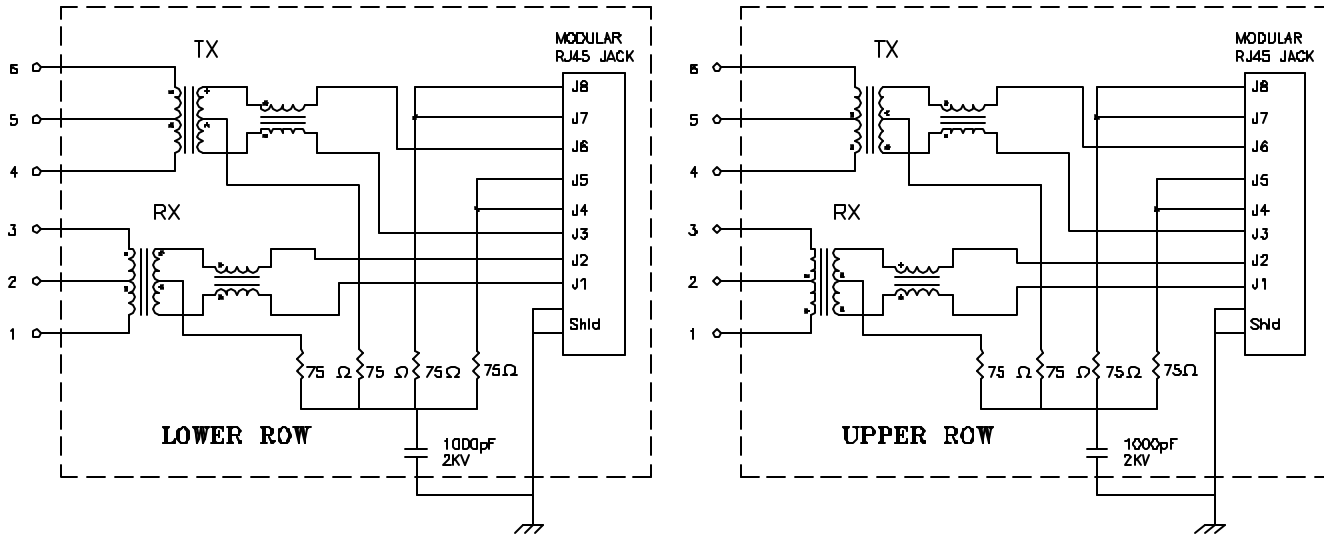 TX
MODULAR
RJ45 JACK
6
J8
J7
5
J6
4
J5
RX
J4
3
J3
J2
2
J1
1
Shld
75 Ω 75 Ω 75Ω 75Ω
LOWER ROW
1000pF
2KV
TX
MODULAR
RJ45 JACK
6
J8
J7
5
J6
4
J5
RX
J4
3
J3
J2
2
J1
1
Shld
75 Ω 75 Ω 75Ω 75Ω
UPPER ROW
1000pF
2KV